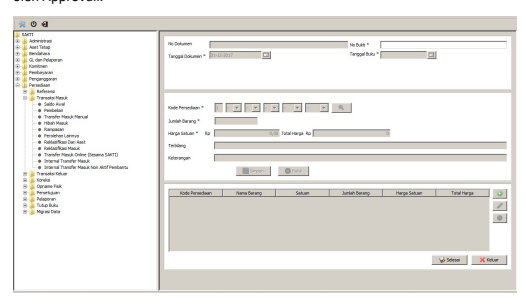 oleh Approval.
SAKTI
Administrasi
Aset Tetap
Bendahara
GL dan Pelaporan
Komitmen
Pembayaran
Penganggaran
Persediaan
Referensi
Transaksi Masuk
Saldo Awal
Pembelian
Transfer Masuk Manual
Hibah Masuk
Rampasan
Perolehan Lainnya
Reklasifikasi Dari Aset
Reklasifikasi Masuk
Transfer Masuk Online (Sesama SAKTI)
Internal Transfer Masuk
Internal Transfer Masuk Non Aktif Pembantu
Transaksi Keluar
Koreksi
Opname Fisik
Persetujuan
Pelaporan
Tutup Buku
Migrasi Data
No Dokumen No Bukti *
Tanggal Dokumen * Tanggal Buku *
Kode Persediaan *
Jumlah Barang *
Harga Satuan * Rp 0,00 Total Harga Rp 0
Terbilang
Keterangan
Simpan Batal
Kode Persediaan Nama Barang Satuan Jumlah Barang Harga Satuan Total Harga
Selesai Keluar